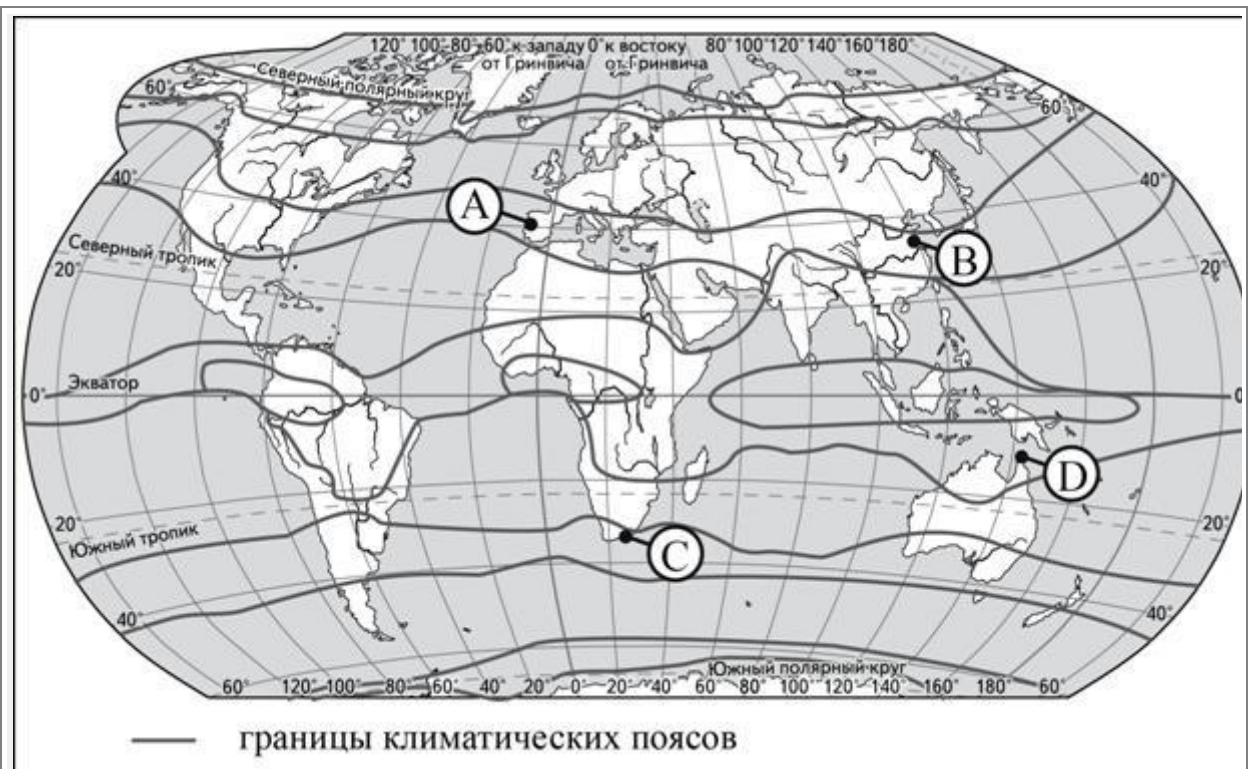 120° 100° 80° 60° к западу 0° к востоку 80° 100° 120° 140° 160° 180°
от Гринвича от Гринвича
Северный полярный круг
60° 60°
40° 40°
A
B
Северный тропик
20° 20°
Экватор
0° 0
D
20° 20°
Южный тропик
C
40° 40°
Южный полярный круг
60° 120° 100° 80° 60° 40° 20° 0° 20° 40° 60° 80° 100° 120° 140° 160° 180° 60°
границы климатических поясов